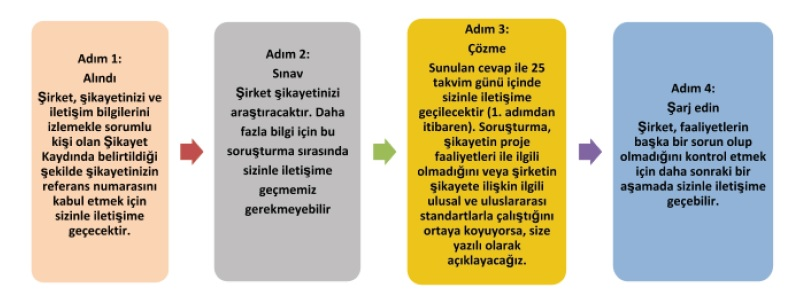 Adım 1:
Alındı
Şirket, şikayetinizi ve
iletişim bilgilerini
izlemekle sorumlu
kişi olan Şikayet
Kaydında belirtildiği
şekilde şikayetinizin
referans numarasını
kabul etmek için
sizinle iletişime
geçecektir.
Adım 2:
Sınav
Şirket şikayetinizi
araştıracaktır. Daha
fazla bilgi için bu
soruşturma sırasında
sizinle iletişime
geçmemiz
gerekmeyebilir
Adım 3:
Çözme
Sunulan cevap ile 25
takvim günü içinde
sizinle iletişime
geçilecektir (1. adımdan
itibaren). Soruşturma,
şikayetin proje
faaliyetleri ile ilgili
olmadığını veya şirketin
şikayete ilişkin ilgili
ulusal ve uluslararası
standartlarla çalıştığını
ortaya koyuyorsa, size
yazılı olarak
açıklayacağız.
Adım 4:
Şarj edin
Şirket, faaliyetlerin
başka bir sorun olup
olmadığını kontrol etmek
için daha sonraki bir
aşamada sizinle iletişime
geçebilir.